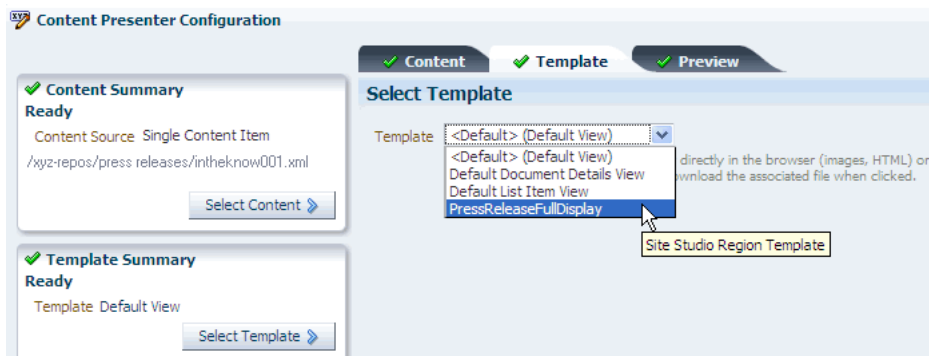 xyz Content Presenter Configuration
Content Template Preview
Content Summary
Ready
Content Source Single Content Item
/xyz-repos/press releases/intheknow001.xml
Select Content
Template Summary
Ready
Template Default View
Select Template
Select Template
Template <Default> (Default View)
<Default> (Default View)
Default Document Details View
Default List Item View
PressReleaseFullDisplay
directly in the browser (images, HTML) or
download the associated file when clicked.
Site Studio Region Template